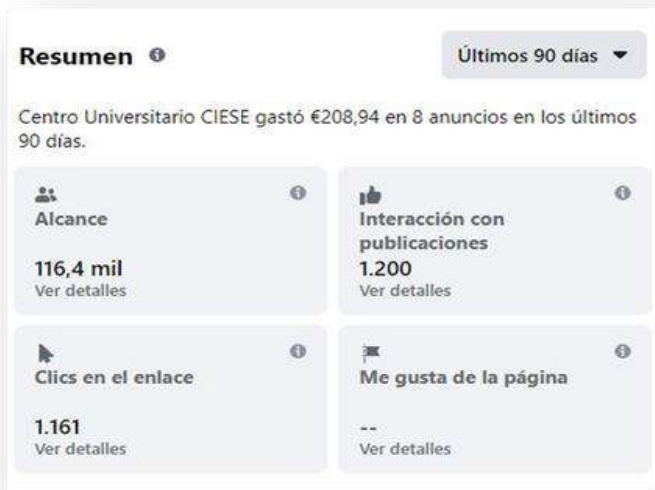 Resumen
Últimos 90 días
Centro Universitario CIESE gastó €208,94 en 8 anuncios en los últimos
90 días.
Alcance
116,4 mil
Ver detalles
Interacción con
publicaciones
1.200
Ver detalles
Clics en el enlace
1.161
Ver detalles
Me gusta de la página
--
Ver detalles